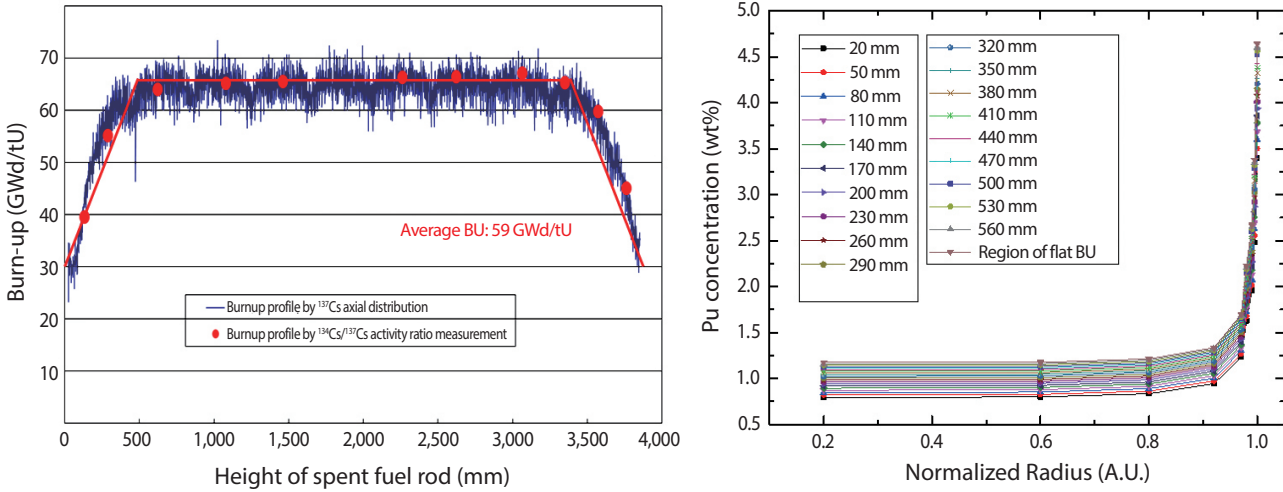 Burn-up (GWd/tU)
80
70
60
50
40
30
60
20
10
0
500
1,000
1,500
2,000
2,500
3,000
3,500
4,000
Height of spent fuel rod (mm)
Average BU: 59 GWd/tU
Burnup profile by ¹³⁷Cs axial distribution
Burnup profile by ¹³⁴Cs/¹³⁷Cs activity ratio measurement
Pu concentration (wt%)
5.0
4.5
4.0
3.5
3.0
2.5
2.0
1.5
1.0
0.5
0.2
0.4
0.6
0.8
1.0
Normalized Radius (A.U.)
20 mm
50 mm
80 mm
110 mm
140 mm
170 mm
200 mm
230 mm
260 mm
290 mm
320 mm
350 mm
380 mm
410 mm
440 mm
470 mm
500 mm
530 mm
560 mm
Region of flat BU